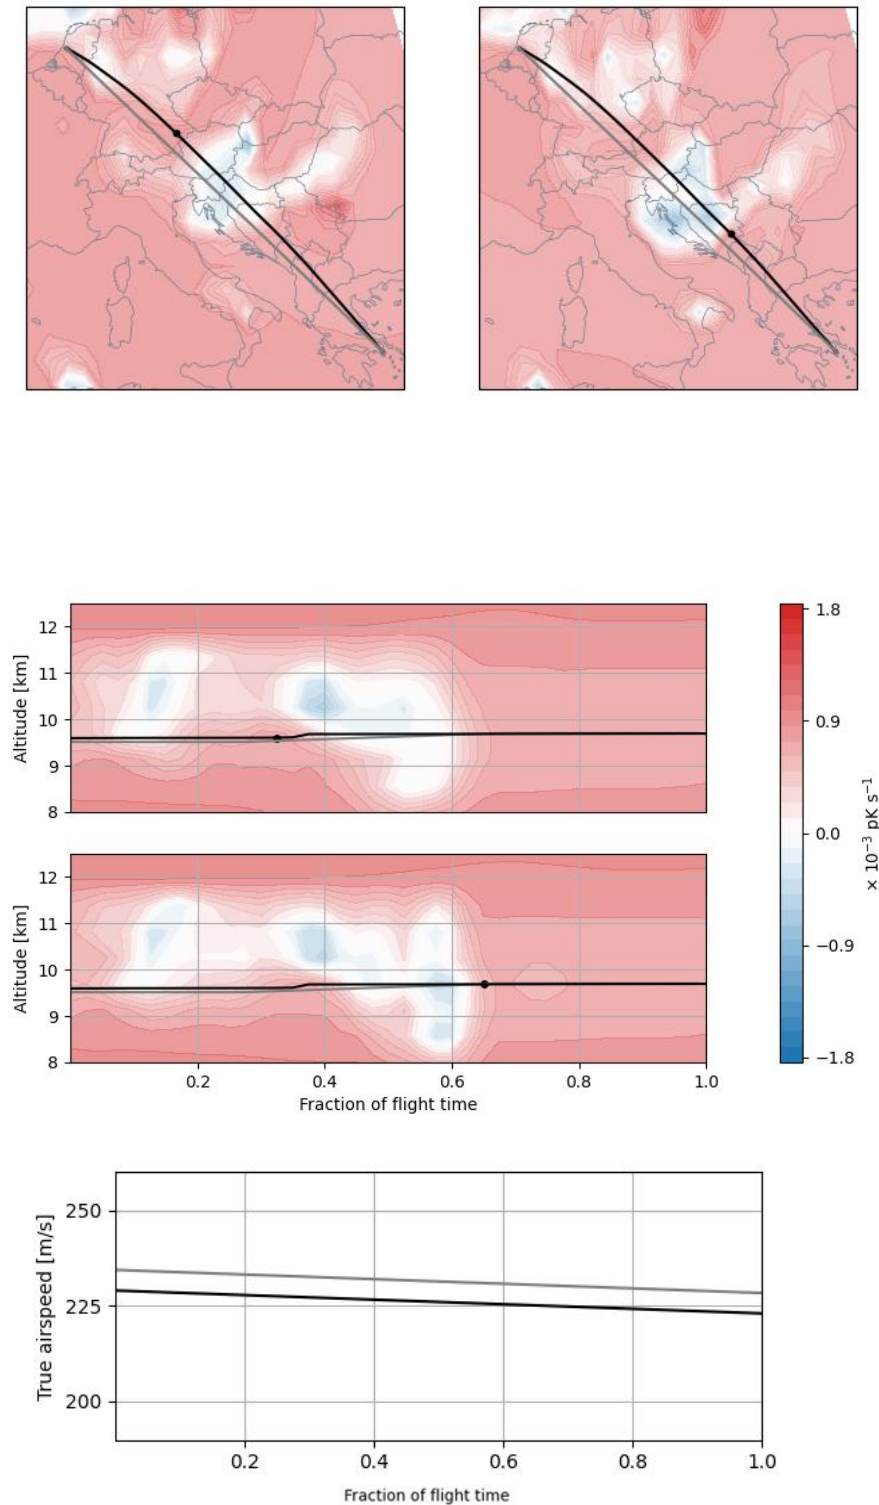 12
11
10
9
8
Altitude [km]
1.8
0.9
0.0
−0.9
−1.8
× 10⁻³ pK s⁻¹
12
11
10
9
8
Altitude [km]
0.2 0.4 0.6 0.8 1.0
Fraction of flight time
250
225
200
True airspeed [m/s]
0.2 0.4 0.6 0.8 1.0
Fraction of flight time